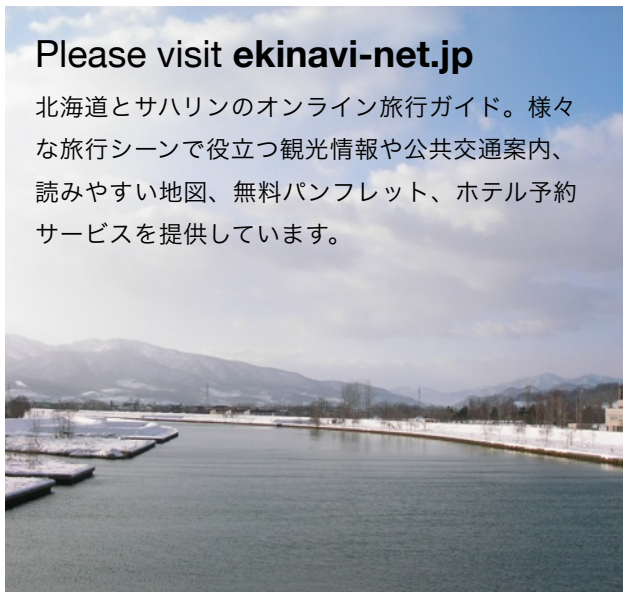 Please visit ekinavi-net.jp
北海道とサハリンのオンライン旅行ガイド。様々
な旅行シーンで役立つ観光情報や公共交通案内、
読みやすい地図、無料パンフレット、ホテル予約
サービスを提供しています。